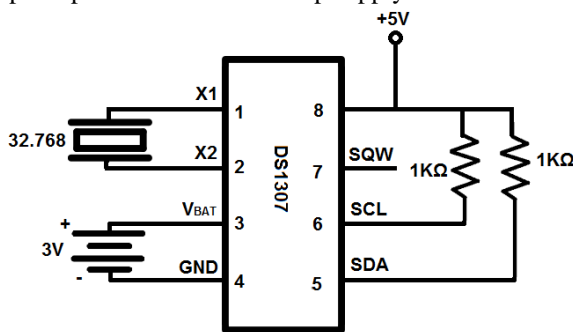 +5V
X1
1
8
32.768
DS1307
1KΩ
1KΩ
X2
2
7
SQW
VBAT
3
6
SCL
+
3V
-
GND
4
5
SDA